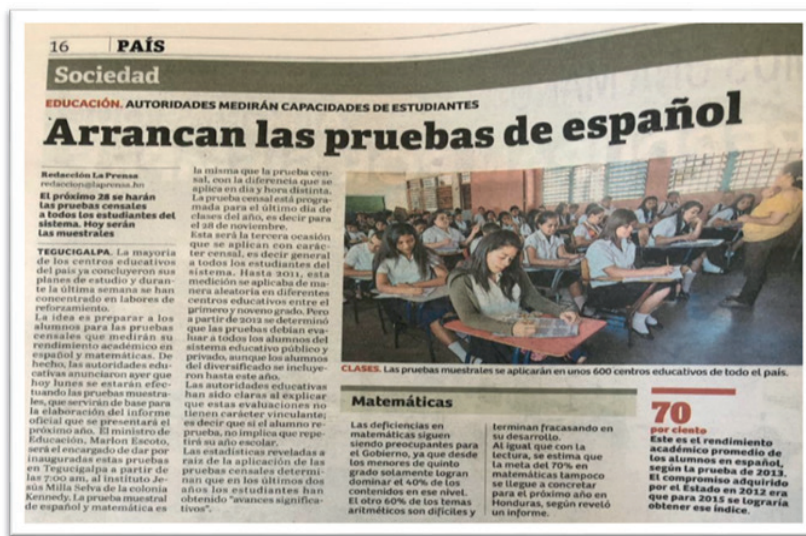 16 PAÍS
Sociedad
EDUCACIÓN. AUTORIDADES MEDIRÁN CAPACIDADES DE ESTUDIANTES
Arrancan las pruebas de español
Redacción La Prensa
redaccion@laprensa.hn
El próximo 28 se harán
las pruebas censales
a todos los estudiantes del
sistema. Hoy serán
las muestrales
TEGUCIGALPA. La mayoría
de los centros educativos
del país ya concluyeron sus
planes de estudio y duran-
te la última semana se han
concentrado en labores de
reforzamiento.
La idea es preparar a los
alumnos para las pruebas
censales que medirán su
rendimiento académico en
español y matemáticas. De
hecho, las autoridades edu-
cativas anunciaron ayer que
hoy lunes se estarán efec-
tuando las pruebas muestra-
les, que servirán de base para
la elaboración del informe
oficial que se presentará el
próximo año. El ministro de
Educación, Marlon Escoto,
será el encargado de dar por
inauguradas estas pruebas
en Tegucigalpa a partir de
las 7:00 am, al instituto Je-
sús Milla Selva de la colonia
Kennedy. La prueba muestral
de español y matemática es
la misma que la prueba cen-
sal, con la diferencia que se
aplica en día y hora distinta.
La prueba censal está progra-
mada para el último día de
clases del año, es decir para
el 28 de noviembre.
Esta será la tercera ocasión
que se aplican con carác-
ter censal, es decir general
a todos los estudiantes del
sistema. Hasta 2011, esta
medición se aplicaba de ma-
nera aleatoria en diferentes
centros educativos entre el
primero y noveno grado. Pero
a partir de 2012 se determinó
que las pruebas debían eva-
luar a todos los alumnos del
sistema educativo público y
privado, aunque los alumnos
del diversificado se incluye-
ron hasta este año.
Las autoridades educativas
han sido claras al explicar
que estas evaluaciones no
tienen carácter vinculante;
es decir que si el alumno re-
prueba, no implica que repe-
tirá su año escolar.
Las estadísticas reveladas a
raíz de la aplicación de las
pruebas censales determi-
nan que en los últimos dos
años los estudiantes han
obtenido "avances significa-
tivos".
CLASES. Las pruebas muestrales se aplicarán en unos 600 centros educativos de todo el país.
Matemáticas
Las deficiencias en
matemáticas siguen
siendo preocupantes para
el Gobierno, ya que desde
los menores de quinto
grado solamente logran
dominar el 40% de los
contenidos en ese nivel.
El otro 60% de los temas
aritméticos son difíciles y
terminan fracasando en
su desarrollo.
Al igual que con la
lectura, se estima que
la meta del 70% en
matemáticas tampoco
se llegue a concretar
para el próximo año en
Honduras, según reveló
un informe.
70
por ciento
Este es el rendimiento
académico promedio de
los alumnos en español,
según la prueba de 2013.
El compromiso adquirido
por el Estado en 2012 era
que para 2015 se lograría
obtener ese índice.